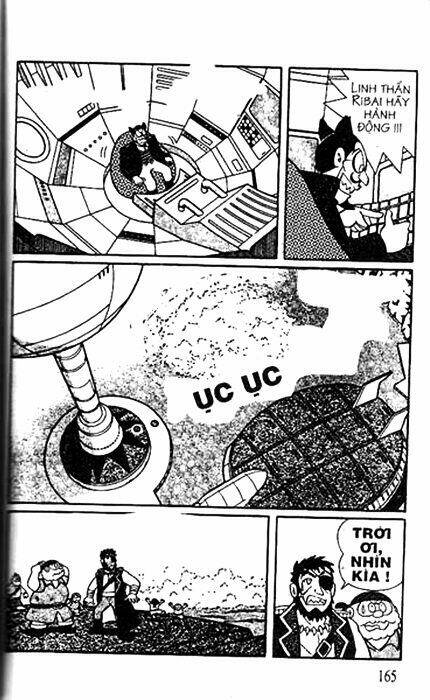 LINH THẦN
RIBAI HÃY
HÀNH
ĐỘNG !!!
ỤC ỤC
TRỜI
ƠI,
NHÌN
KÌA !
165